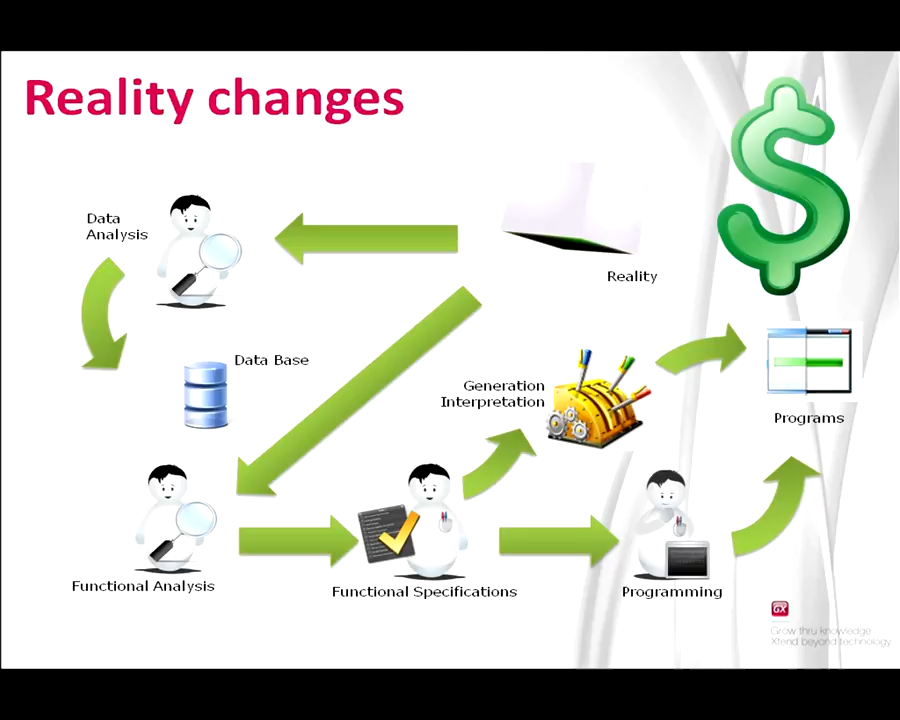 Reality changes
Data
Analysis
Reality
Data Base
Generation
Interpretation
Programs
Functional Analysis
Functional Specifications
Programming
GX
Grow thru knowledge
Xtend beyond technology